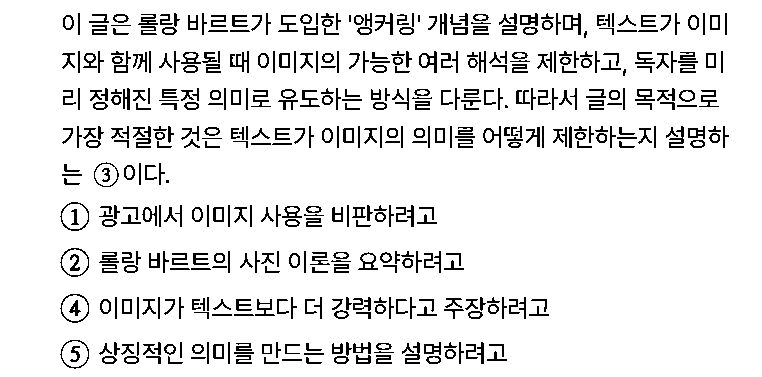 이 글은 롤랑 바르트가 도입한 '앵커링' 개념을 설명하며, 텍스트가 이미
지와 함께 사용될 때 이미지의 가능한 여러 해석을 제한하고, 독자를 미
리 정해진 특정 의미로 유도하는 방식을 다룬다. 따라서 글의 목적으로
가장 적절한 것은 텍스트가 이미지의 의미를 어떻게 제한하는지 설명하
는 ③이다.
① 광고에서 이미지 사용을 비판하려고
② 롤랑 바르트의 사진 이론을 요약하려고
④ 이미지가 텍스트보다 더 강력하다고 주장하려고
⑤ 상징적인 의미를 만드는 방법을 설명하려고